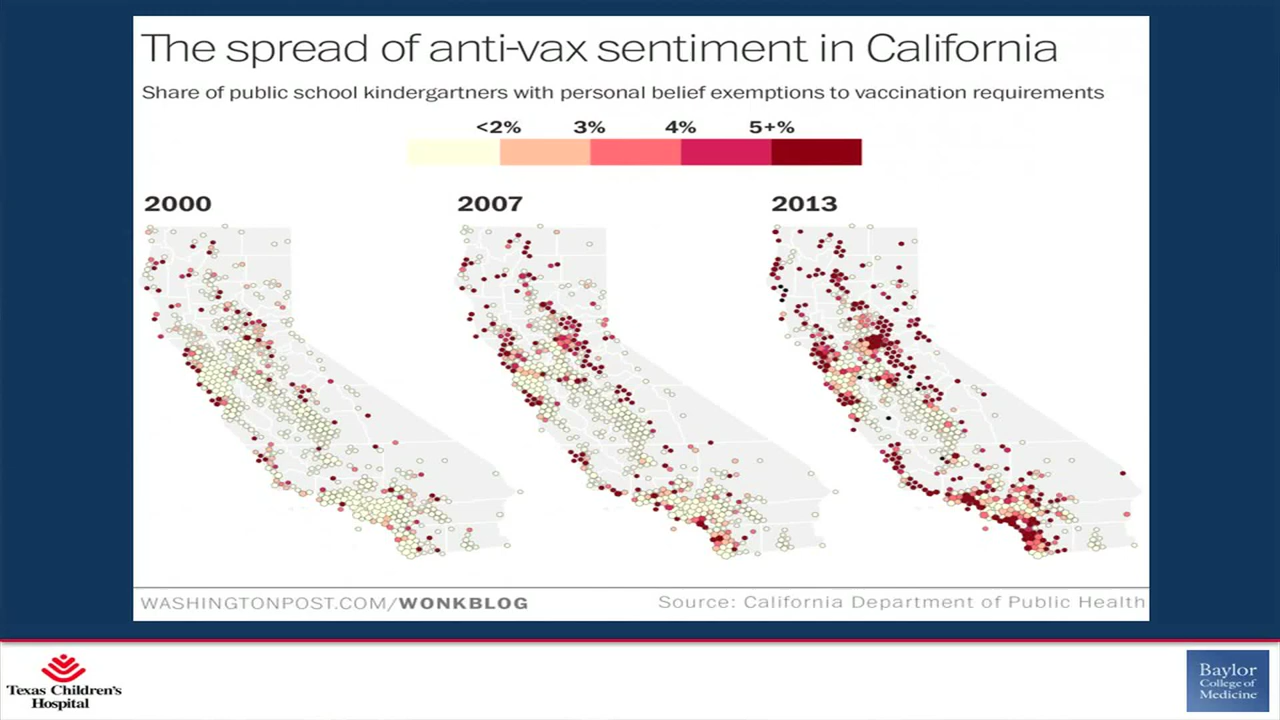 The spread of anti-vax sentiment in California
Share of public school kindergartners with personal belief exemptions to vaccination requirements
<2% 3% 4% 5+%
2000 2007 2013
WASHINGTONPOST.COM/WONKBLOG Source: California Department of Public Health
Texas Children's
Hospital
Baylor
College of
Medicine